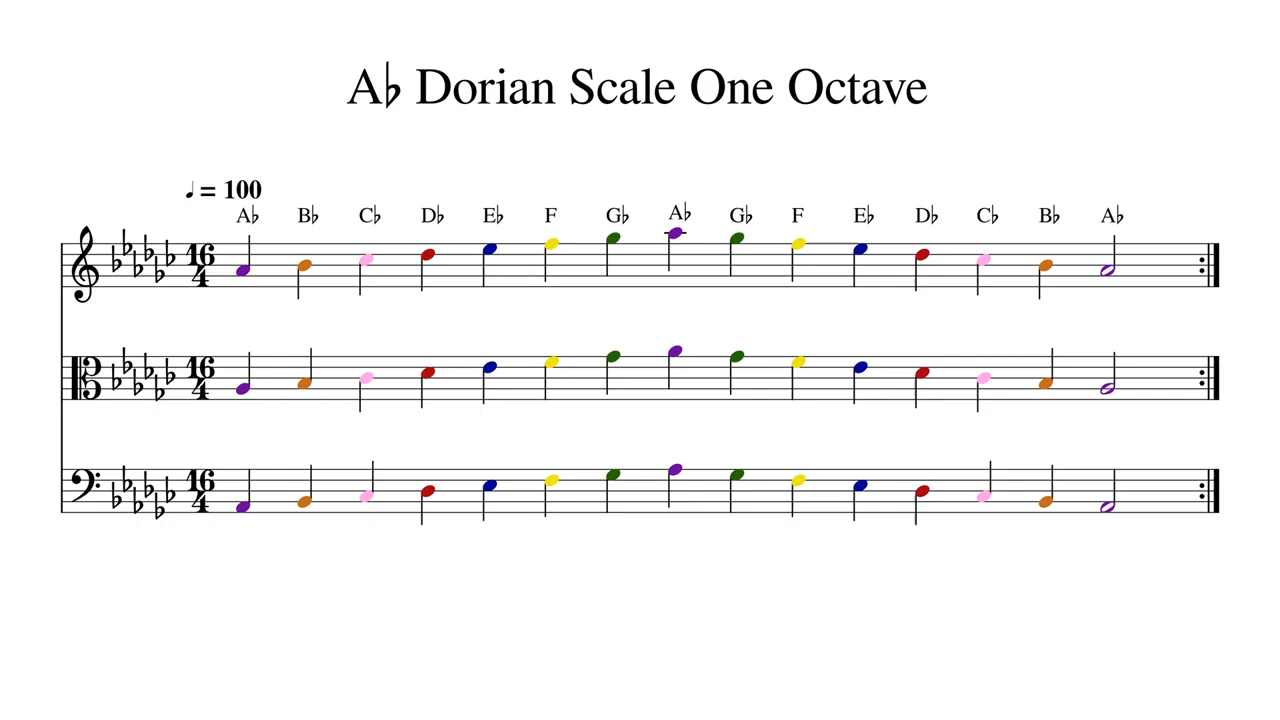 A♭ Dorian Scale One Octave
♩ = 100
A♭ B♭ C♭ D♭ E♭ F G♭ A♭ G♭ F E♭ D♭ C♭ B♭ A♭
16
4
16
4
16
4